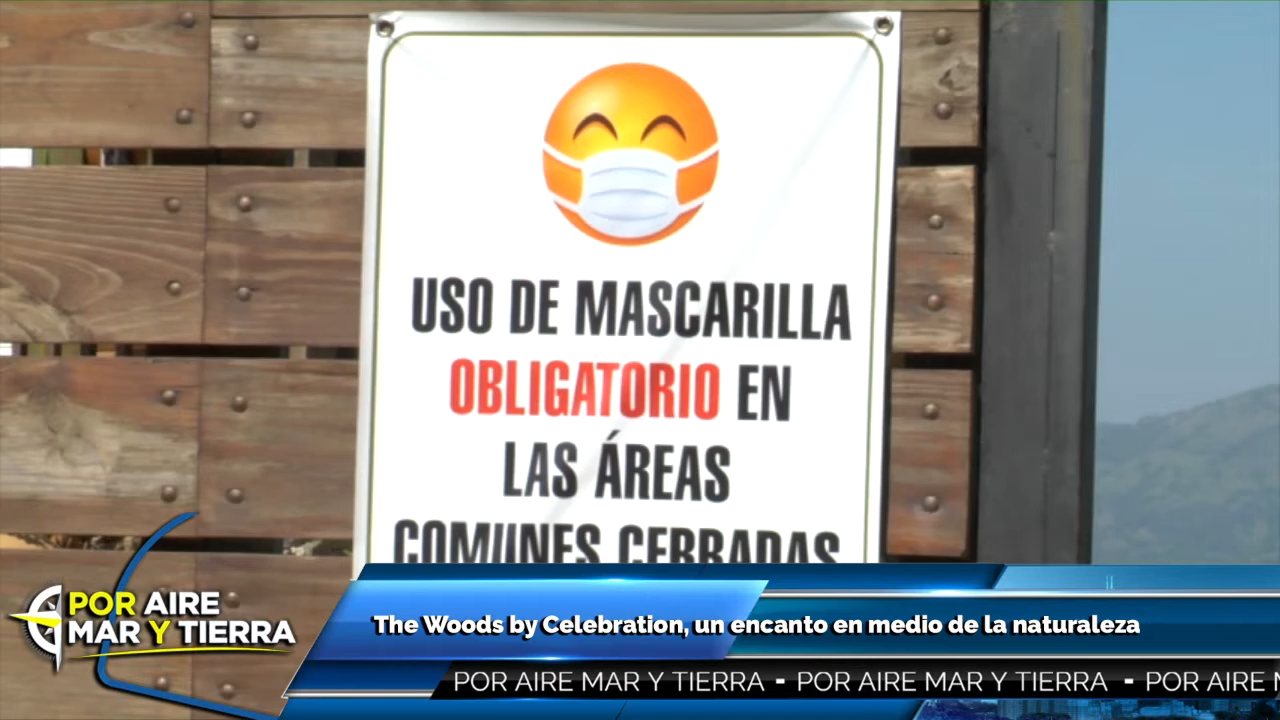 USO DE MASCARILLA
OBLIGATORIO EN
LAS ÁREAS
COMUNES CERRADAS
POR AIRE
MAR Y TIERRA
The Woods by Celebration, un encanto en medio de la naturaleza
POR AIRE MAR Y TIERRA - POR AIRE MAR Y TIERRA - POR AIRE